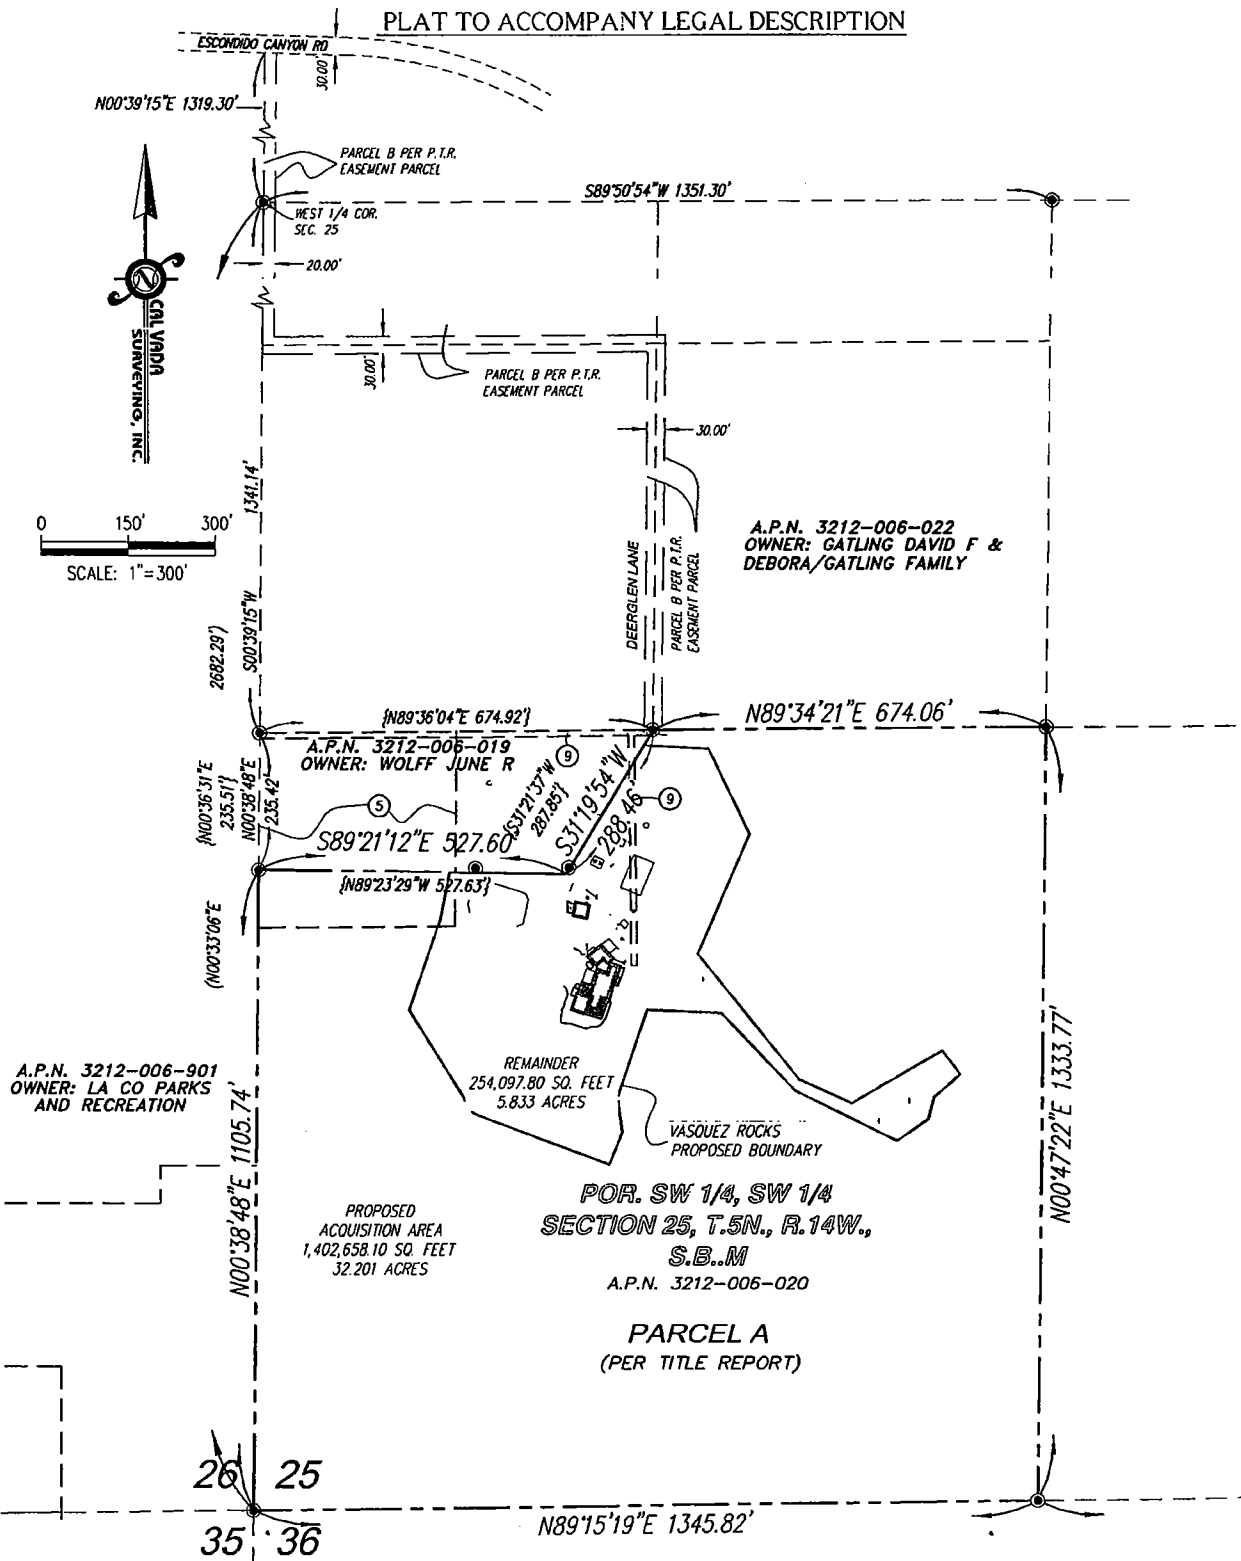 PLAT TO ACCOMPANY LEGAL DESCRIPTION
ESCONDIDO CANYON RD
30.00'
N00°39'15"E 1319.30'
PARCEL B PER P.T.R.
EASEMENT PARCEL
S89°50'54"W 1351.30'
WEST 1/4 COR.
SEC. 25
20.00'
CAL VADA
SURVEYING, INC.
30.00'
PARCEL B PER P.T.R.
EASEMENT PARCEL
30.00'
1341.14'
0 150' 300'
SCALE: 1"=300'
A.P.N. 3212-006-022
OWNER: GATLING DAVID F &
DEBORA/GATLING FAMILY
DEERGLEN LANE
PARCEL B PER P.T.R.
EASEMENT PARCEL
2682.29')
S00°39'15"W
{N89°36'04"E 674.92'}
N89°34'21"E 674.06'
A.P.N. 3212-006-019
OWNER: WOLFF JUNE R
9
{S31°21'37"W
287.85'}
S31°19'54"W
288.46'
9
{N00°36'31"E
235.51'}
N00°38'48"E
235.42'
5
S89°21'12"E 527.60'
{N89°23'29"W 527.63'}
(N00°33'06"E
A.P.N. 3212-006-901
OWNER: LA CO PARKS
AND RECREATION
REMAINDER
254,097.80 SQ. FEET
5.833 ACRES
VASQUEZ ROCKS
PROPOSED BOUNDARY
N00°47'22"E 1333.77'
N00°38'48"E 1105.74'
POR. SW 1/4, SW 1/4
SECTION 25, T.5N., R.14W.,
S.B..M
A.P.N. 3212-006-020
PROPOSED
ACQUISITION AREA
1,402,658.10 SQ. FEET
32.201 ACRES
PARCEL A
(PER TITLE REPORT)
26 25
35 36
N89°15'19"E 1345.82'